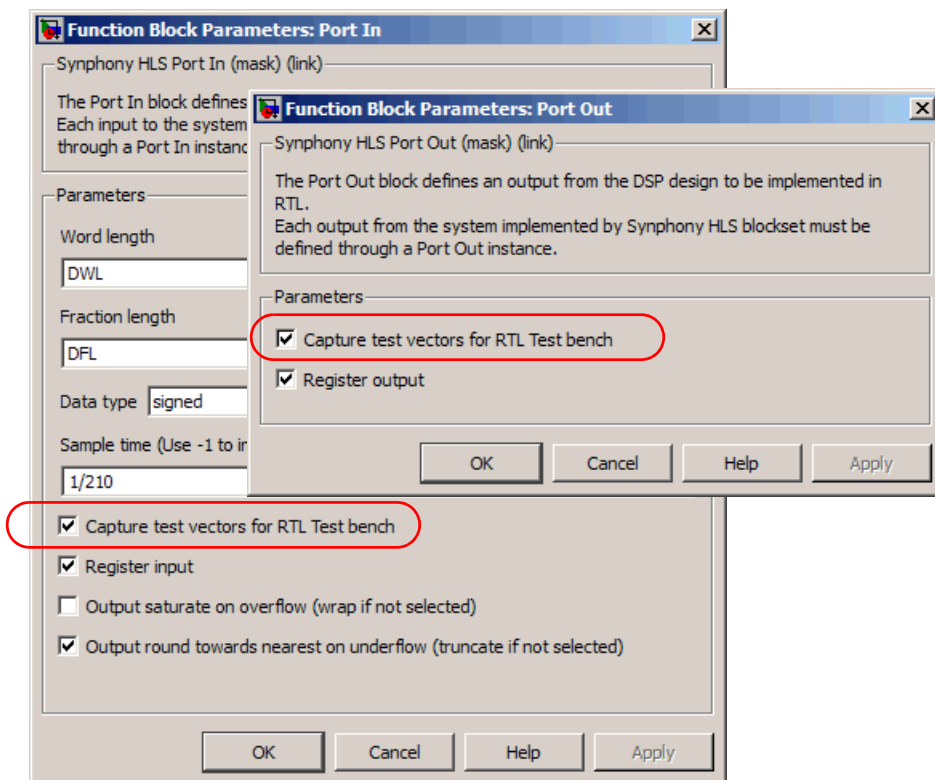 Function Block Parameters: Port In
Synphony HLS Port In (mask) (link)
The Port In block defines
Each input to the system
through a Port In instanc
Parameters
Word length
DWL
Fraction length
DFL
Data type signed
Sample time (Use -1 to in
1/210
Capture test vectors for RTL Test bench
Register input
Output saturate on overflow (wrap if not selected)
Output round towards nearest on underflow (truncate if not selected)
OK Cancel Help Apply
Function Block Parameters: Port Out
Synphony HLS Port Out (mask) (link)
The Port Out block defines an output from the DSP design to be implemented in
RTL.
Each output from the system implemented by Synphony HLS blockset must be
defined through a Port Out instance.
Parameters
Capture test vectors for RTL Test bench
Register output
OK Cancel Help Apply